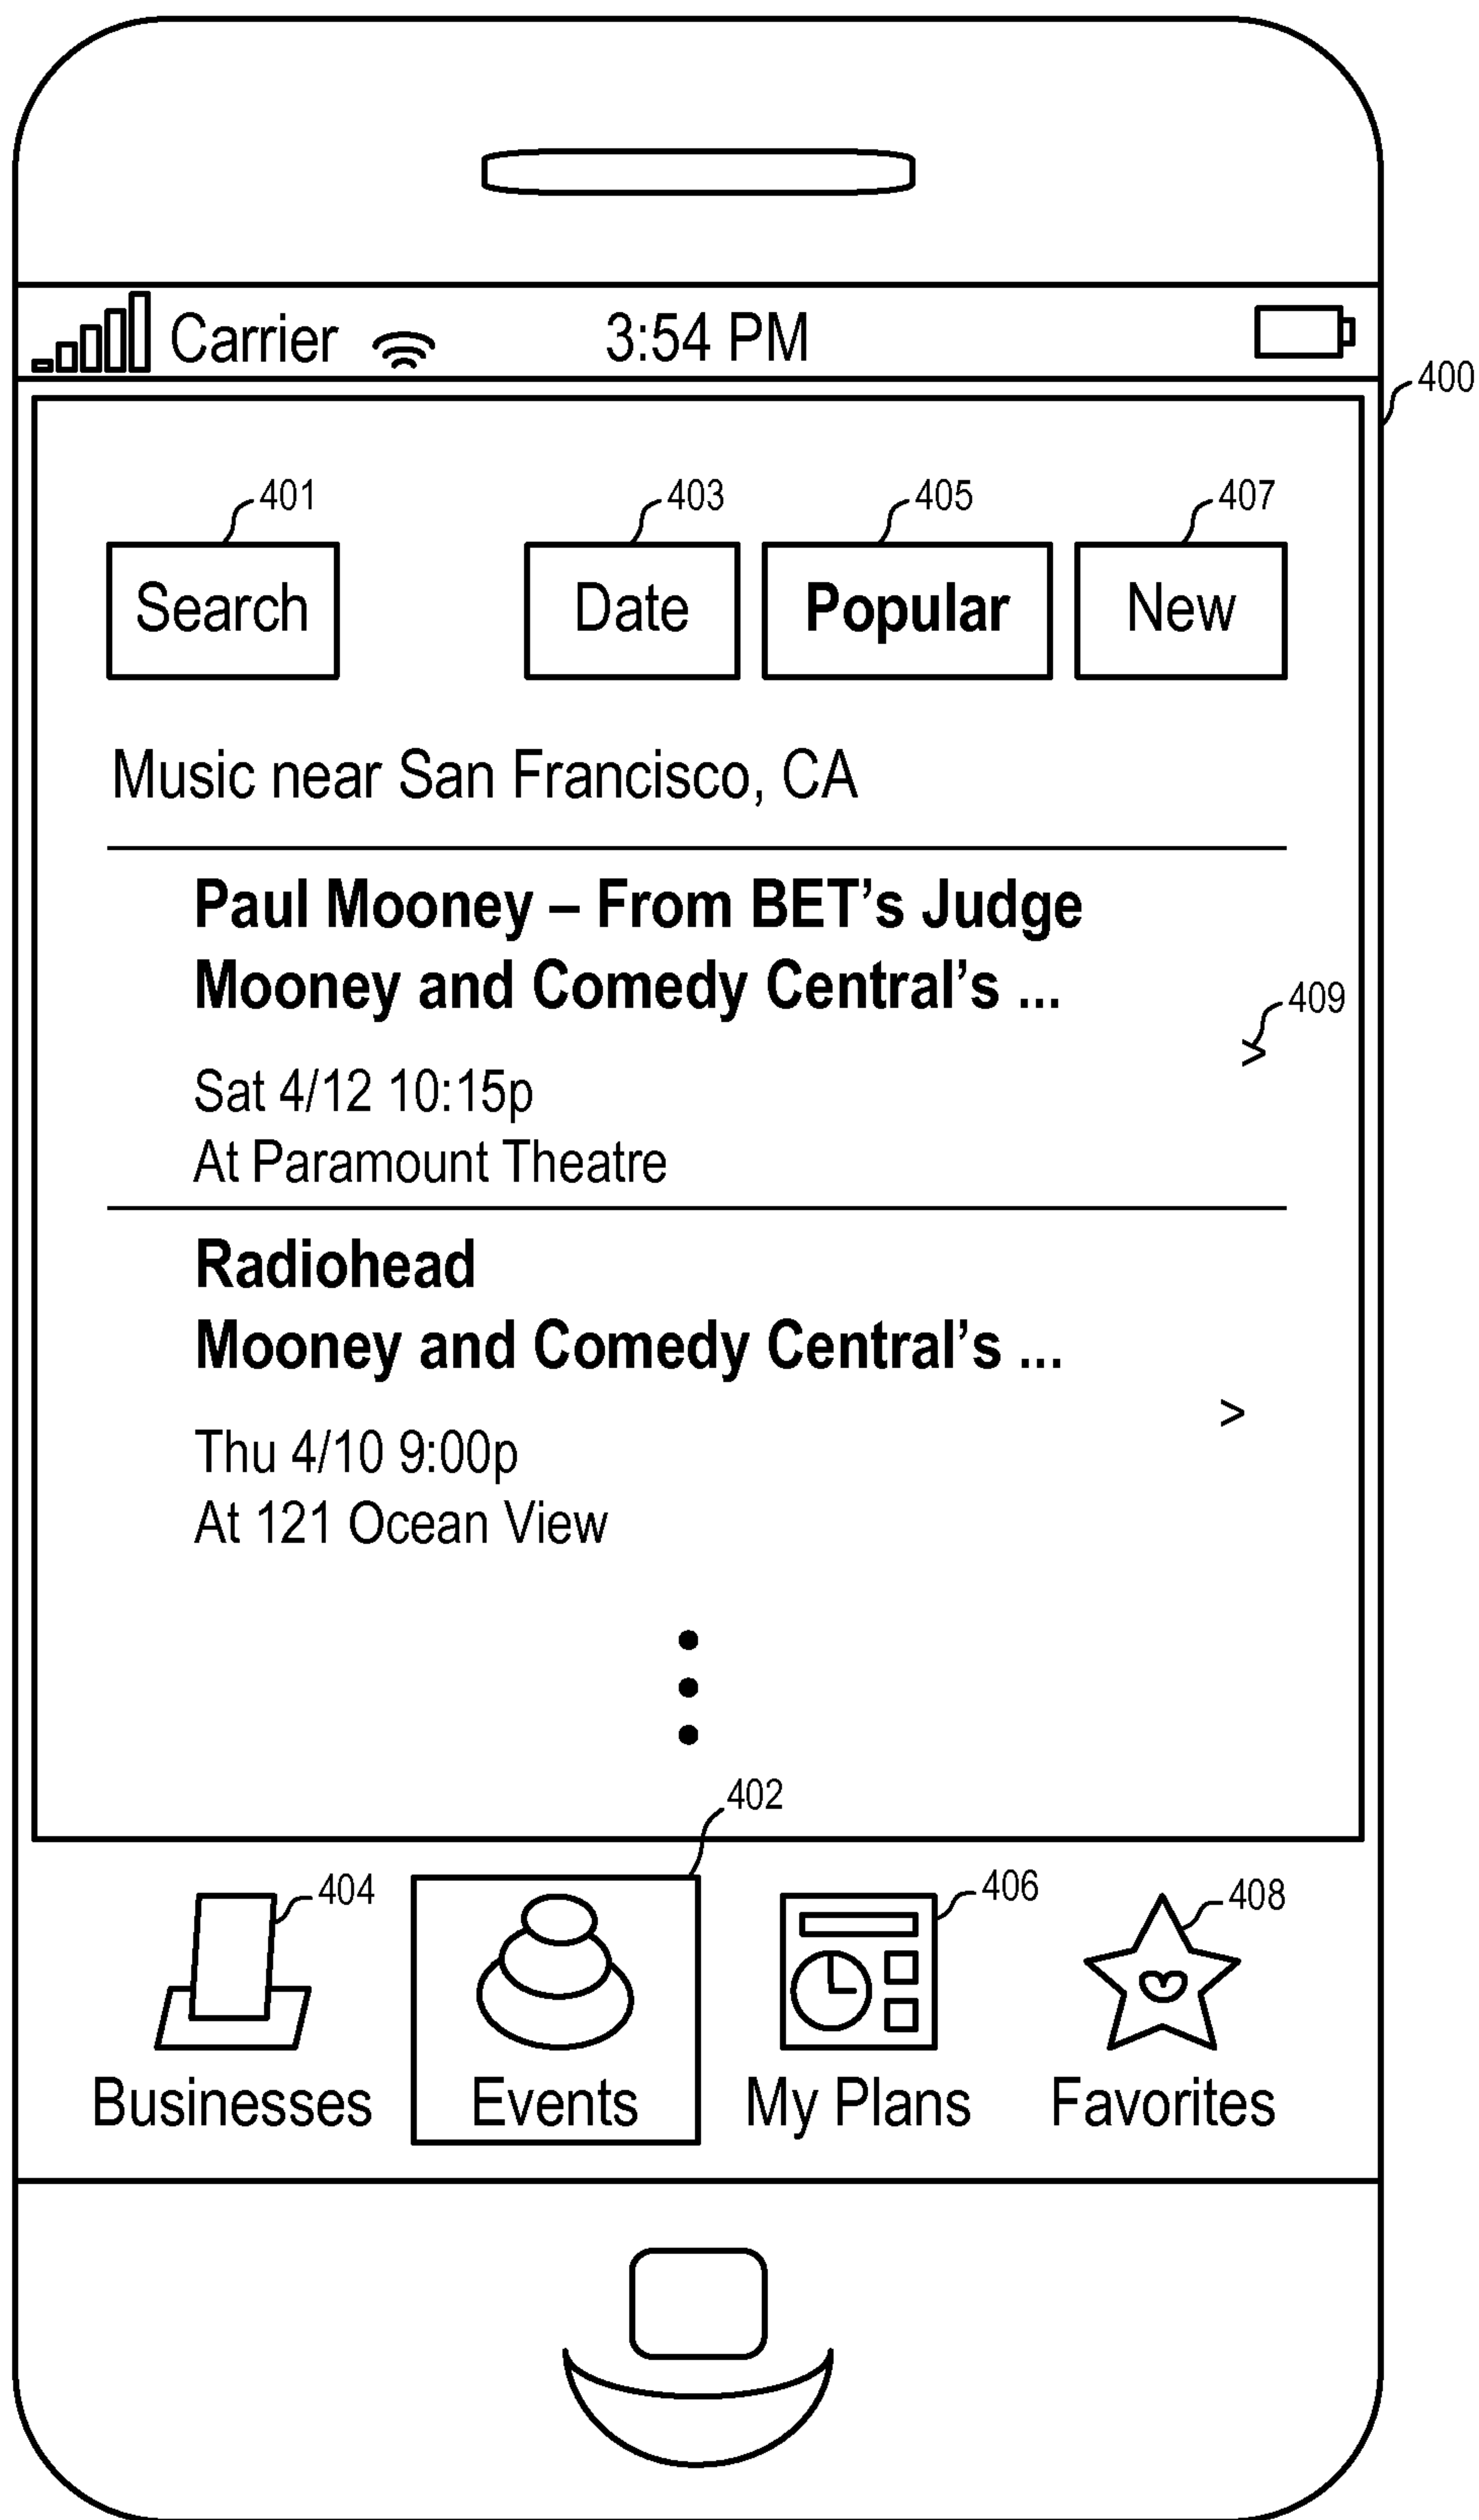 Carrier 3:54 PM
400
401 403 405 407
Search Date Popular New
Music near San Francisco, CA
Paul Mooney – From BET’s Judge
Mooney and Comedy Central’s ...
409
>
Sat 4/12 10:15p
At Paramount Theatre
Radiohead
Mooney and Comedy Central’s ...
>
Thu 4/10 9:00p
At 121 Ocean View
402
404 406 408
Businesses Events My Plans Favorites